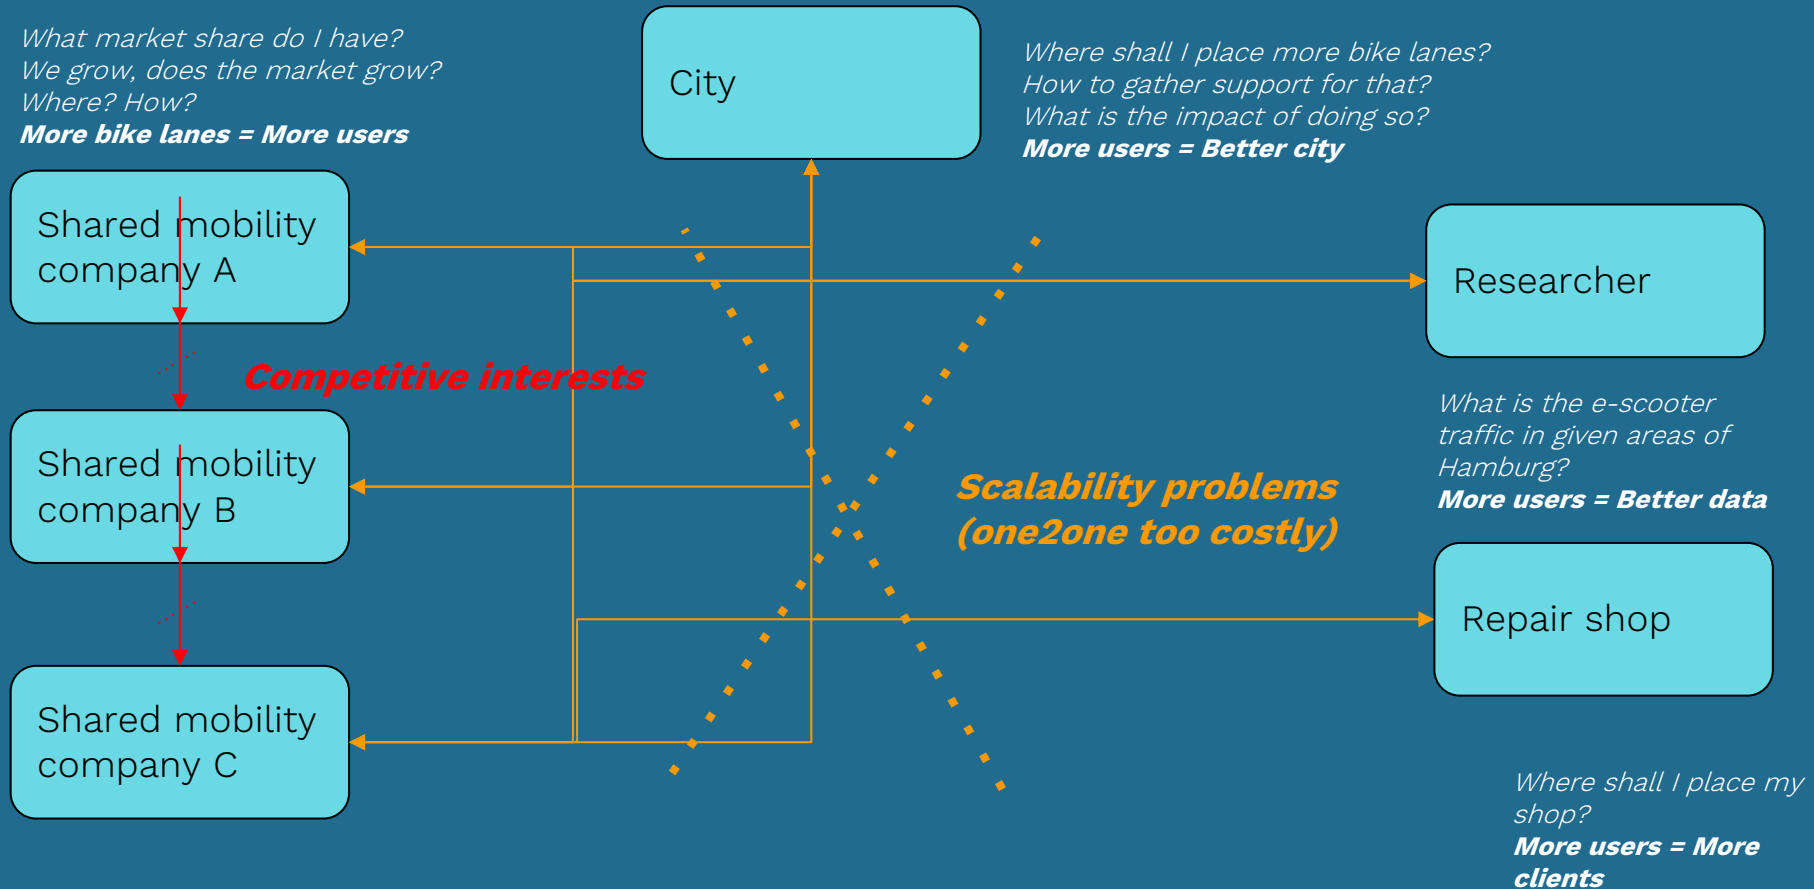 What market share do I have?
We grow, does the market grow?
Where? How?
More bike lanes = More users
City
Where shall I place more bike lanes?
How to gather support for that?
What is the impact of doing so?
More users = Better city
Shared mobility
company A
Researcher
Competitive interests
What is the e-scooter
traffic in given areas of
Hamburg?
More users = Better data
Shared mobility
company B
Scalability problems
(one2one too costly)
Repair shop
Shared mobility
company C
Where shall I place my
shop?
More users = More
clients